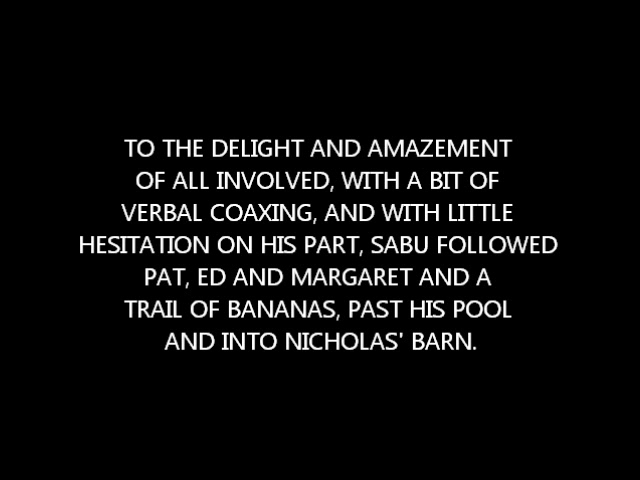 TO THE DELIGHT AND AMAZEMENT
OF ALL INVOLVED, WITH A BIT OF
VERBAL COAXING, AND WITH LITTLE
HESITATION ON HIS PART, SABU FOLLOWED
PAT, ED AND MARGARET AND A
TRAIL OF BANANAS, PAST HIS POOL
AND INTO NICHOLAS' BARN.